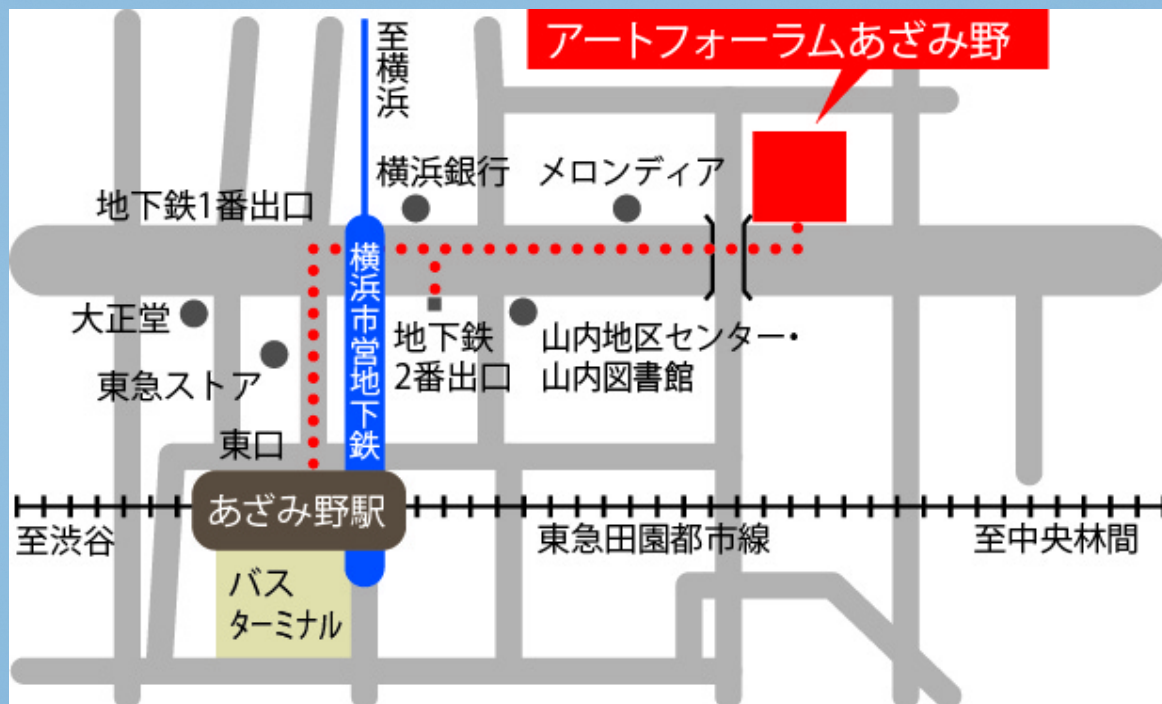 アートフォーラムあざみ野
至横浜
横浜銀行
メロンディア
地下鉄1番出口
横浜市営地下鉄
大正堂
地下鉄
2番出口
山内地区センター・
山内図書館
東急ストア
東口
あざみ野駅
至渋谷
東急田園都市線
至中央林間
バス
ターミナル